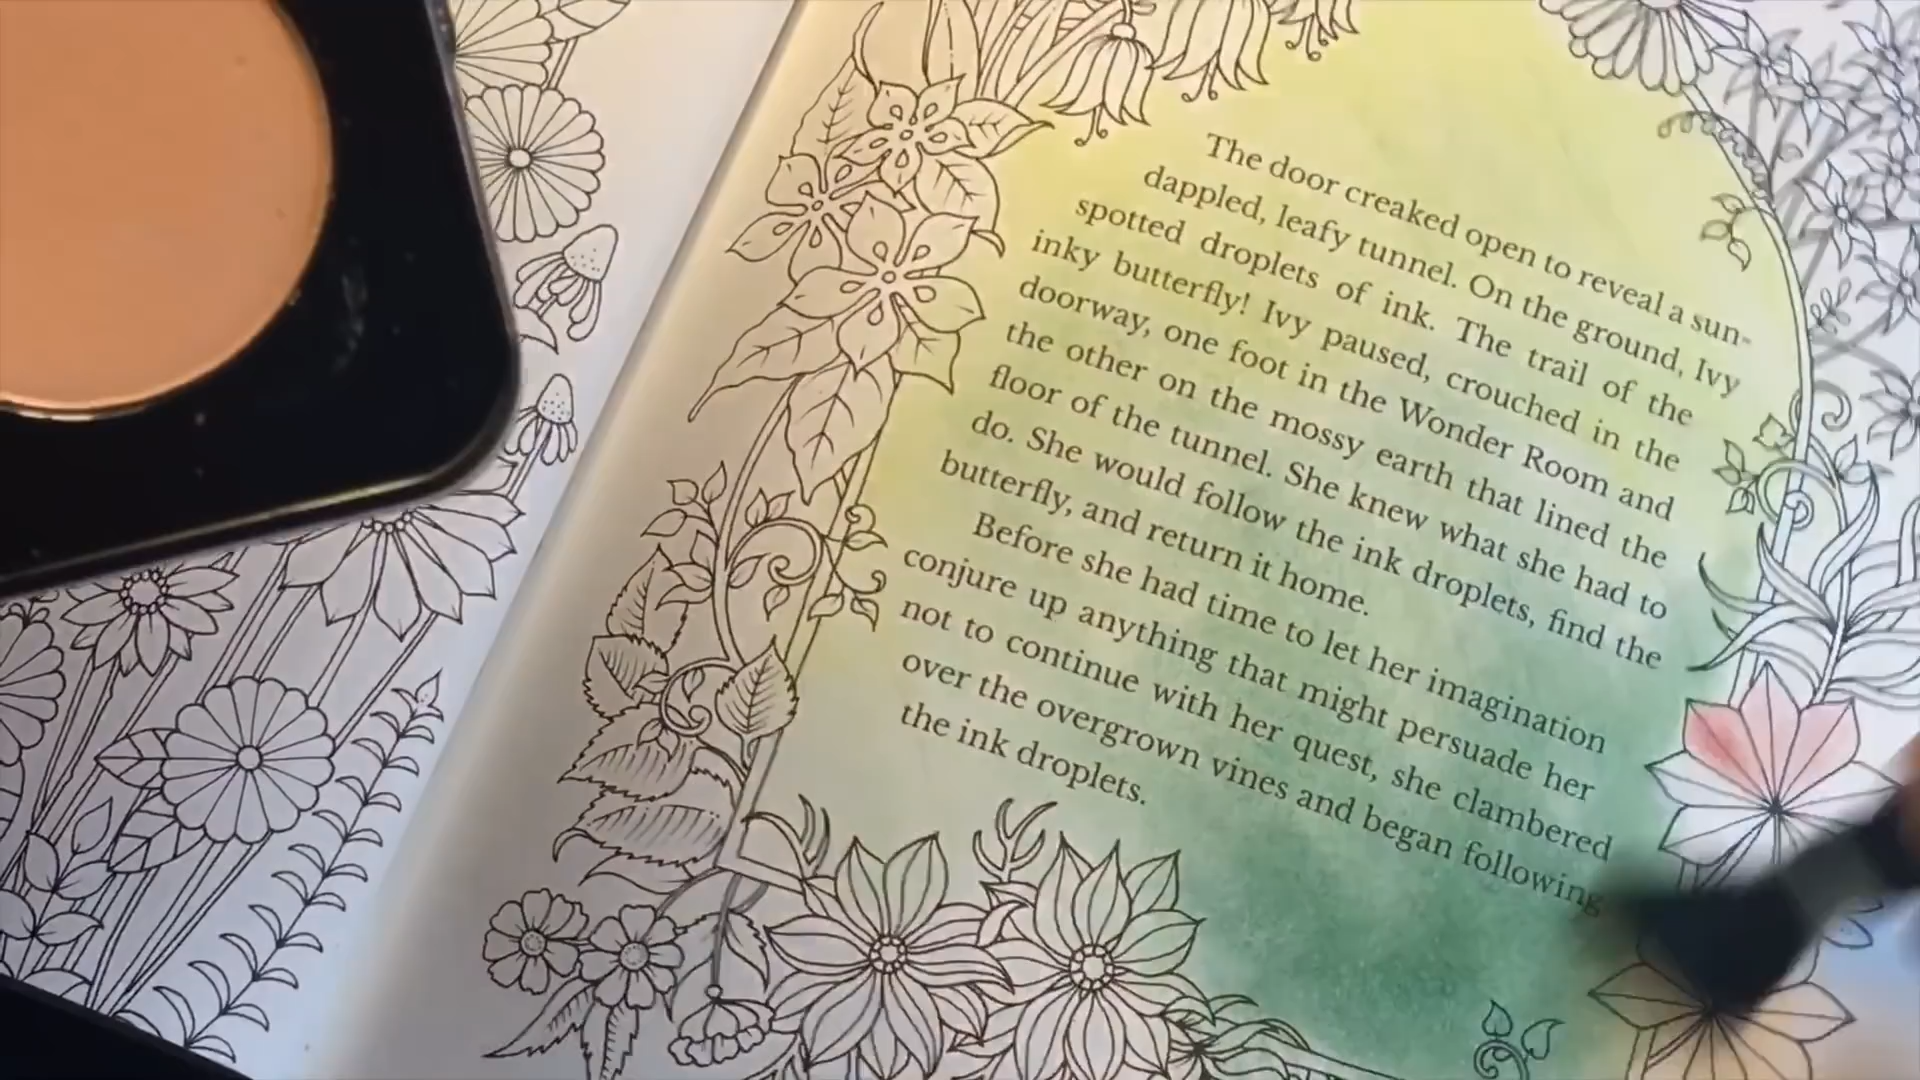 The door creaked open to reveal a sun-
dappled, leafy tunnel. On the ground, Ivy
spotted droplets of ink. The trail of the
inky butterfly! Ivy paused, crouched in the
doorway, one foot in the Wonder Room and
the other on the mossy earth that lined the
floor of the tunnel. She knew what she had to
do. She would follow the ink droplets, find the
butterfly, and return it home.
Before she had time to let her imagination
conjure up anything that might persuade her
not to continue with her quest, she clambered
over the overgrown vines and began following
the ink droplets.